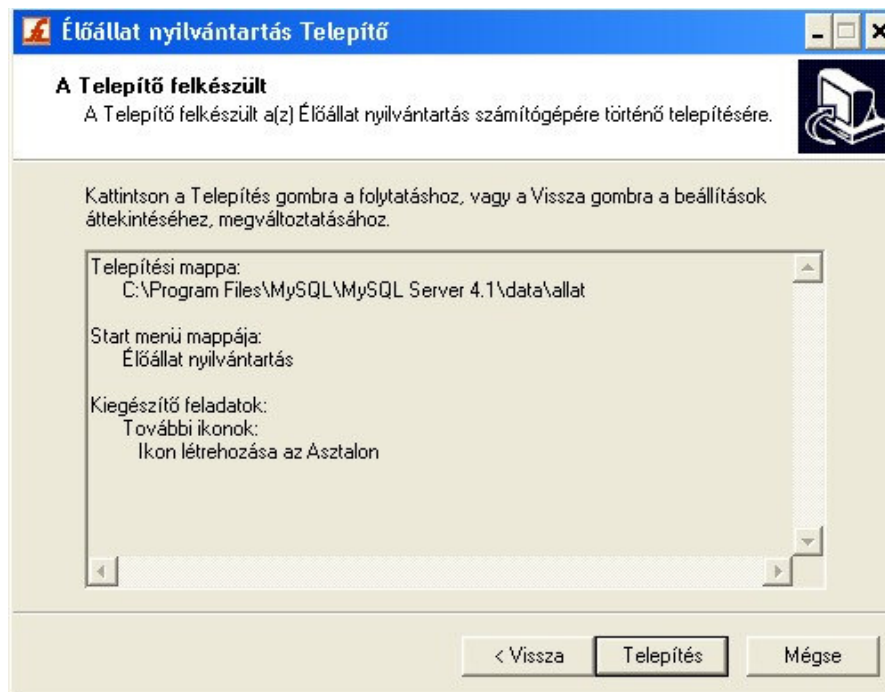 Élőállat nyilvántartás Telepítő
A Telepítő felkészült
A Telepítő felkészült a(z) Élőállat nyilvántartás számítógépére történő telepítésére.
Kattintson a Telepítés gombra a folytatáshoz, vagy a Vissza gombra a beállítások
áttekintéséhez, megváltoztatásához.
Telepítési mappa:
C:\Program Files\MySQL\MySQL Server 4.1\data\allat
Start menü mappája:
Élőállat nyilvántartás
Kiegészítő feladatok:
További ikonok:
Ikon létrehozása az Asztalon
< Vissza
Telepítés
Mégse